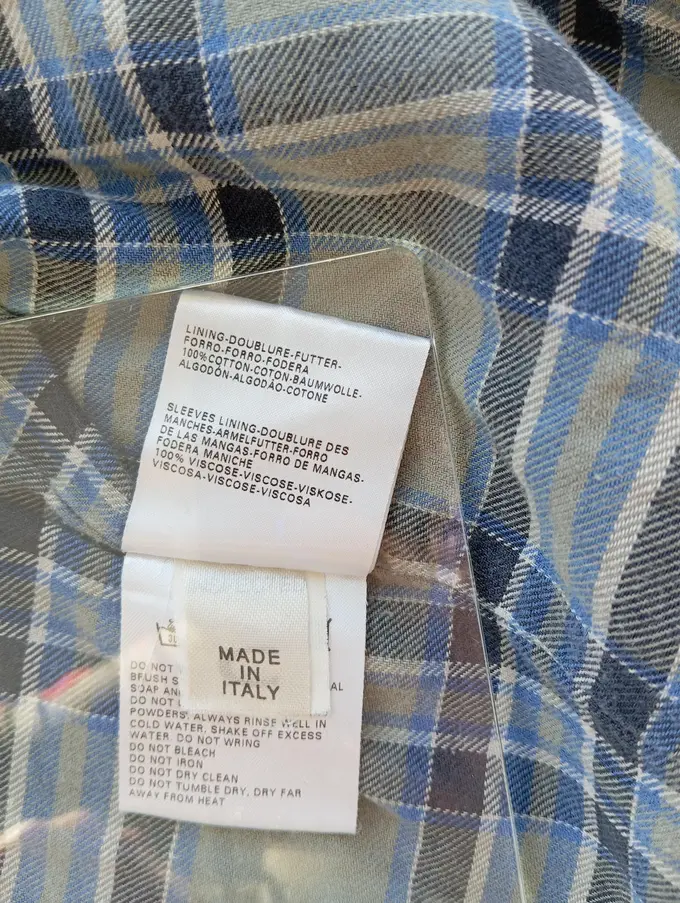 LINING-DOUBLURE-FUTTER-
FORRO-FORRO-FODERA
100%COTTON-COTON-BAUMWOLLE-
ALGODÓN-ALGODÃO-COTONE
SLEEVES LINING-DOUBLURE DES
MANCHES-ARMELFUTTER-FORRO
DE LAS MANGAS-FORRO DE MANGAS-
FODERA MANICHE
100% VISCOSE-VISCOSE-VISKOSE-
VISCOSA-VISCOSE-VISCOSA
MADE
IN
ITALY
DO NOT
BRUSH
SOAP
DO NOT
POWDERS. ALWAYS RINSE WELL IN
COLD WATER. SHAKE OFF EXCESS
WATER. DO NOT WRING
DO NOT BLEACH
DO NOT IRON
DO NOT DRY CLEAN
DO NOT TUMBLE DRY, DRY FAR
AWAY FROM HEAT